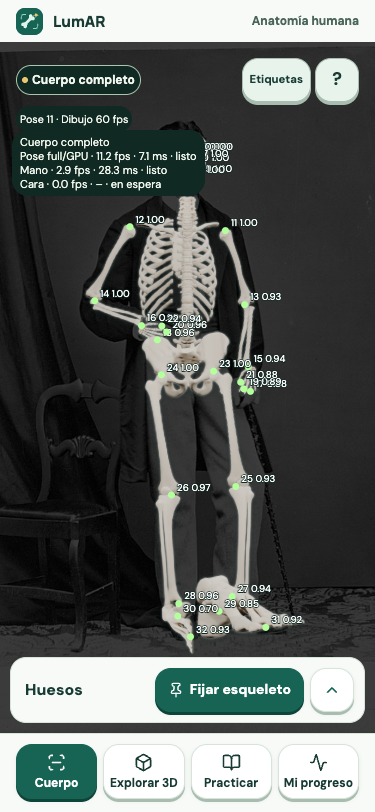 LumAR
Anatomía humana
Cuerpo completo
Etiquetas
?
Pose 11 · Dibujo 60 fps
Cuerpo completo
Pose full/GPU · 11.2 fps · 7.1 ms · listo
Mano · 2.9 fps · 28.3 ms · listo
Cara · 0.0 fps · – · en espera
12 1.00
11 1.00
14 1.00
13 0.93
24 1.00
23 1.00
15 0.94
21 0.88
26 0.97
25 0.93
28 0.96
27 0.94
30 0.70
29 0.85
32 0.93
31 0.92
Huesos
Fijar esqueleto
Cuerpo
Explorar 3D
Practicar
Mi progreso